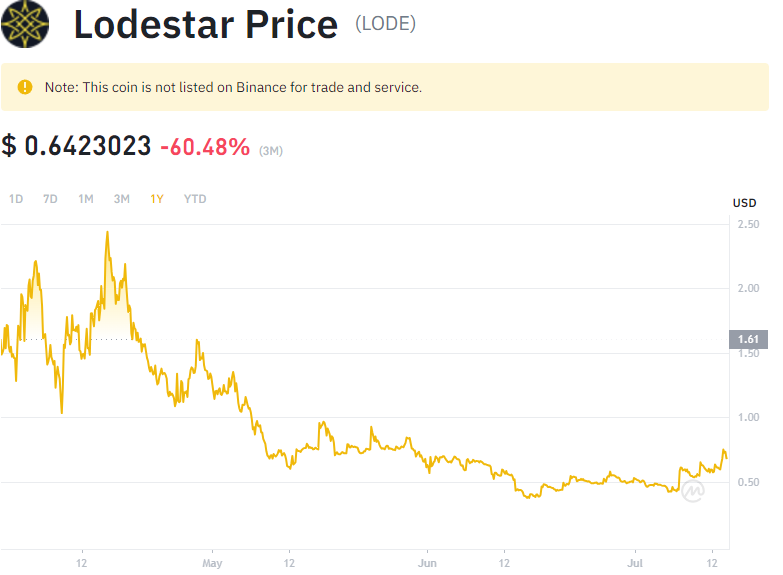 Lodestar Price (LODE)
Note: This coin is not listed on Binance for trade and service.
$ 0.6423023 -60.48% (3M)
1D 7D 1M 3M 1Y YTD
USD
2.50
2.00
1.61
1.50
1.00
0.50
12 May 12 Jun 12 Jul 12